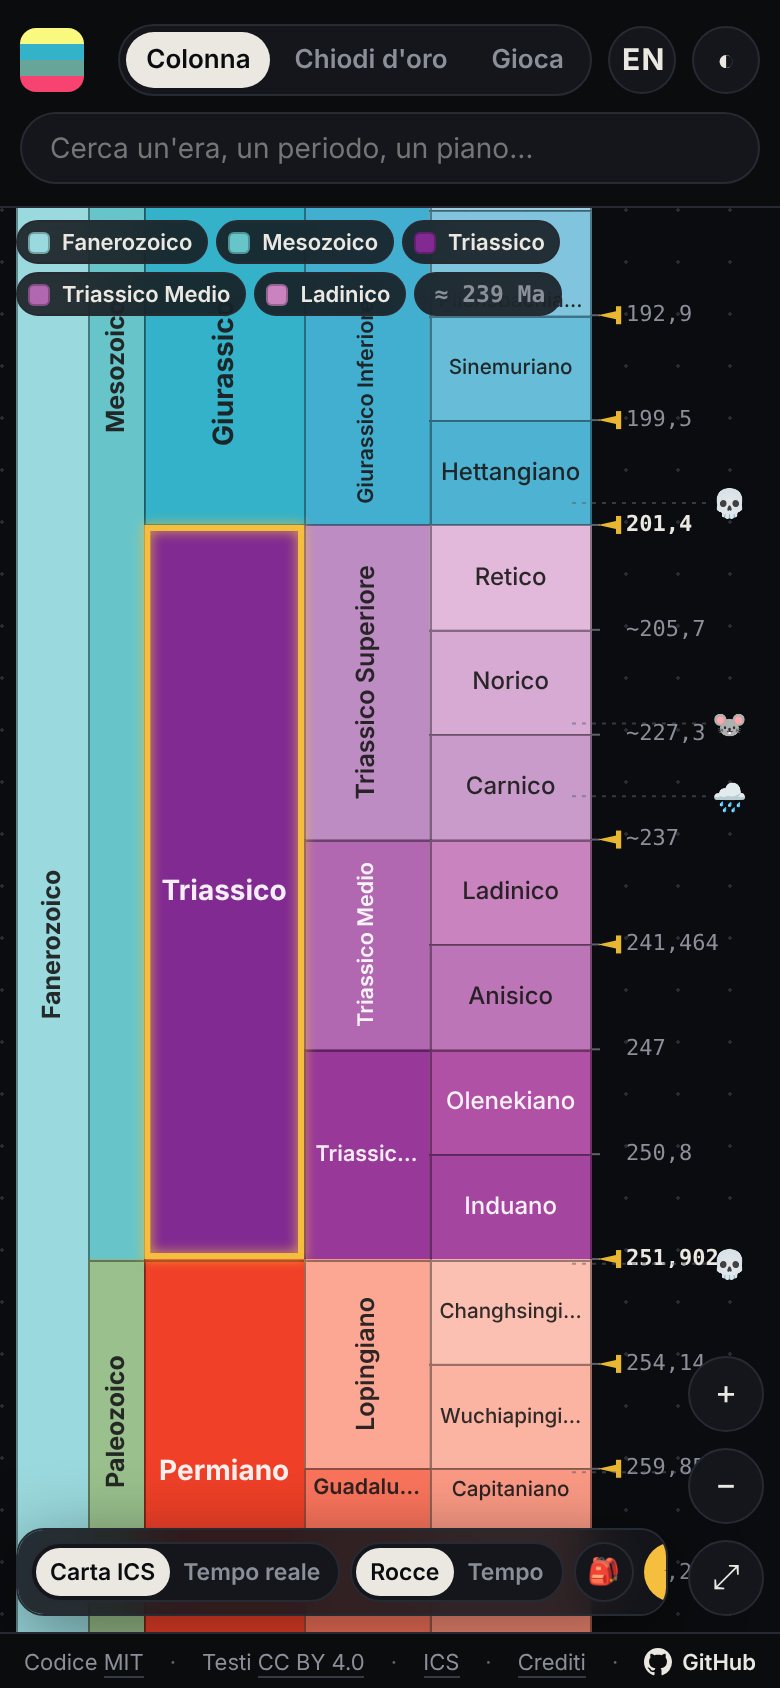 Colonna Chiodi d'oro Gioca EN
Cerca un'era, un periodo, un piano...
Fanerozoico Mesozoico Triassico
Triassico Medio Ladinico ≈ 239 Ma
Fanerozoico
Mesozoico
Paleozoico
Giurassico
Triassico
Permiano
Giurassico Inferior
Triassico Superiore
Triassico Medio
Triassic...
Lopingiano
Guadalu...
Sinemuriano
Hettangiano
Retico
Norico
Carnico
Ladinico
Anisico
Olenekiano
Induano
Changhsingi...
Wuchiapingi...
Capitaniano
192,9
199,5
201,4
~205,7
~227,3
~237
241,464
247
250,8
251,902
254,14
259,8
+
−
Carta ICS Tempo reale Rocce Tempo
Codice MIT · Testi CC BY 4.0 · ICS · Crediti · GitHub